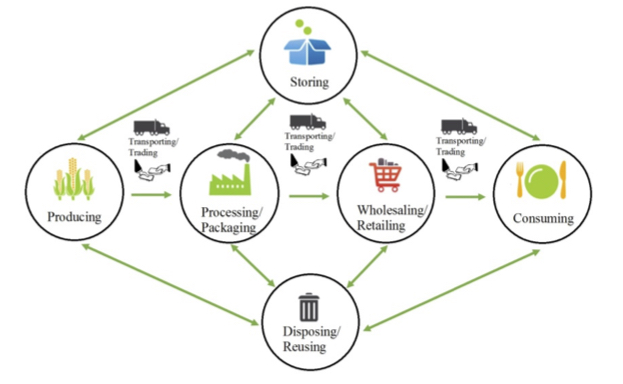 Storing
Transporting/
Trading
Transporting/
Trading
Transporting/
Trading
Producing
Processing/
Packaging
Wholesaling/
Retailing
Consuming
Disposing/
Reusing